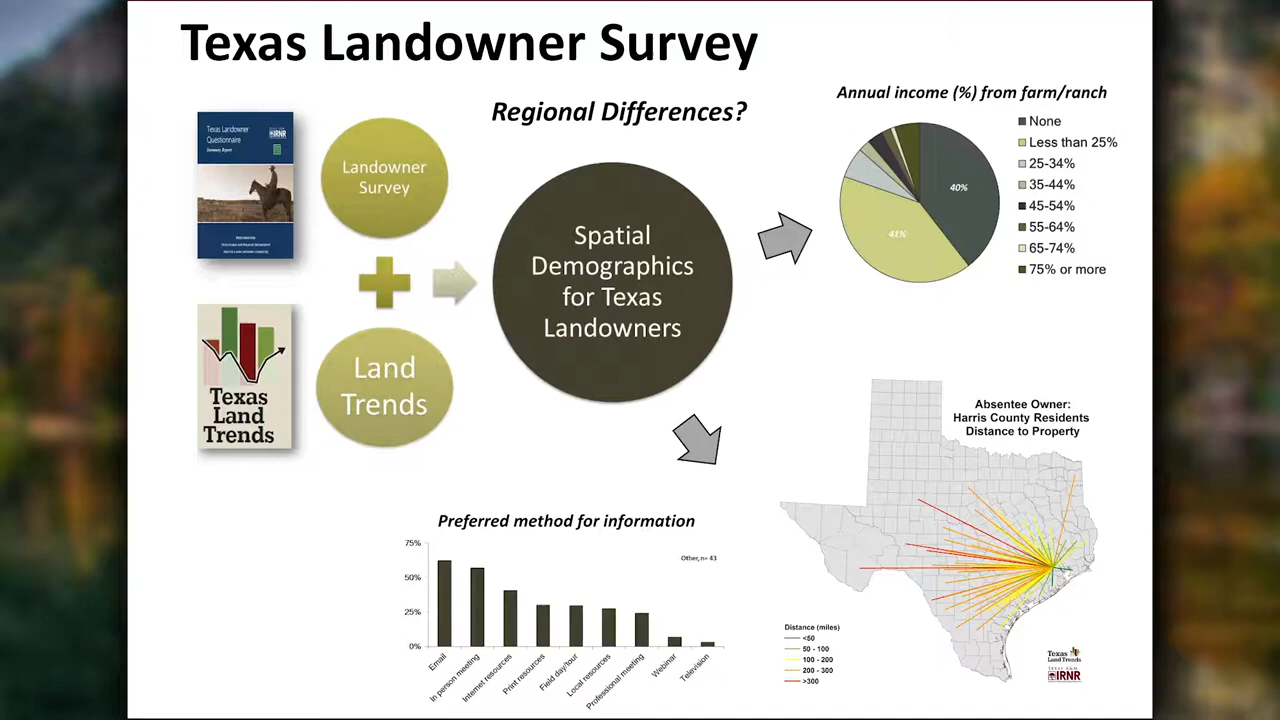 Texas Landowner Survey
Regional Differences?
Texas Landowner
Questionnaire
Summary Report
IRNR
Landowner
Survey
Texas
Land
Trends
Land
Trends
Spatial
Demographics
for Texas
Landowners
Annual income (%) from farm/ranch
40%
41%
None
Less than 25%
25-34%
35-44%
45-54%
55-64%
65-74%
75% or more
Preferred method for information
75%
50%
25%
0%
Other, n= 43
Email
In person meeting
Internet resources
Print resources
Field day/tour
Local resources
Professional meeting
Webinar
Television
Absentee Owner:
Harris County Residents
Distance to Property
Distance (miles)
<50
50 - 100
100 - 200
200 - 300
>300
Texas
Land Trends
TEXAS A&M
IRNR